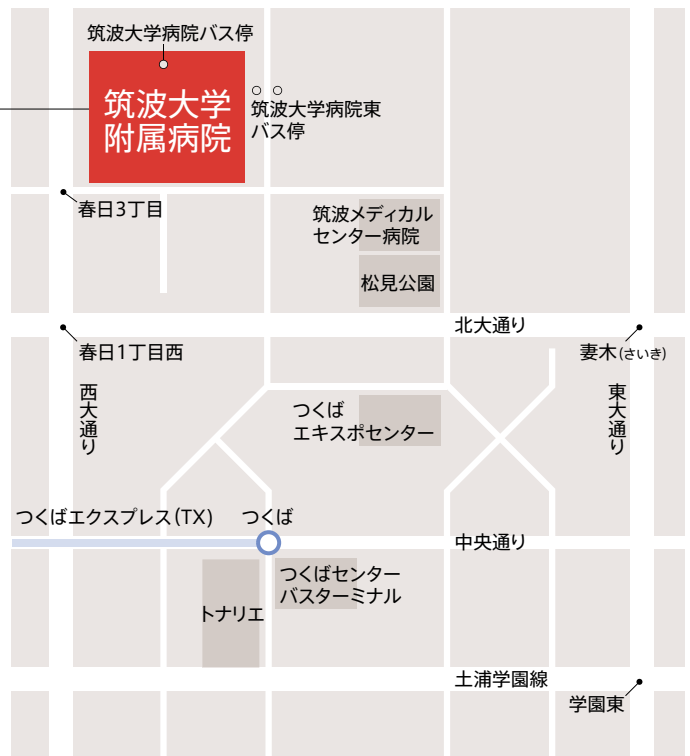 筑波大学病院バス停
筑波大学
附属病院
筑波大学病院東
バス停
春日3丁目
筑波メディカル
センター病院
松見公園
北大通り
春日1丁目西
妻木(さいき)
西大通り
東大通り
つくば
エキスポセンター
つくばエクスプレス(TX)
つくば
中央通り
つくばセンター
バスターミナル
トナリエ
土浦学園線
学園東